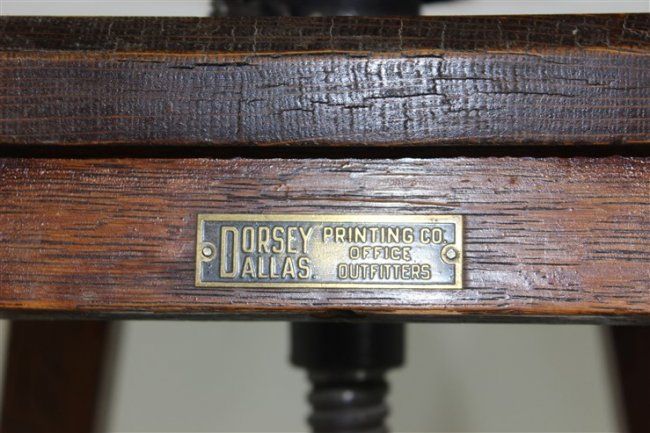 DORSEY PRINTING CO.
DALLAS. OFFICE
OUTFITTERS